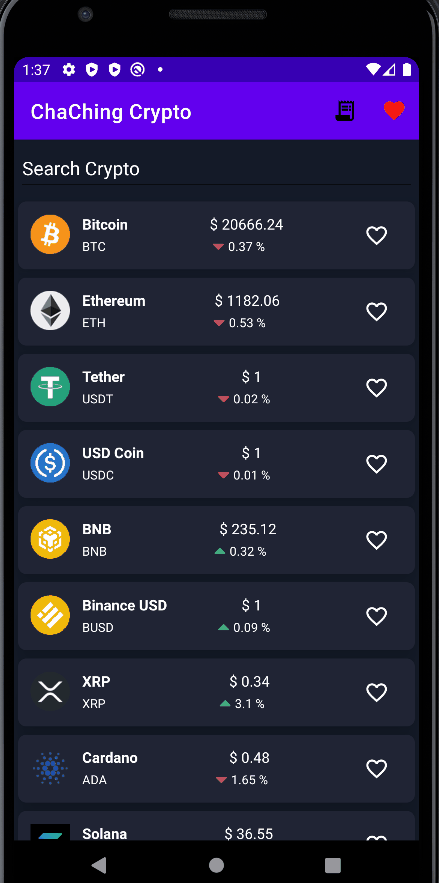 1:37
ChaChing Crypto
Search Crypto
Bitcoin $ 20666.24
BTC 0.37 %
Ethereum $ 1182.06
ETH 0.53 %
Tether $ 1
USDT 0.02 %
USD Coin $ 1
USDC 0.01 %
BNB $ 235.12
BNB 0.32 %
Binance USD $ 1
BUSD 0.09 %
XRP $ 0.34
XRP 3.1 %
Cardano $ 0.48
ADA 1.65 %
Solana $ 36.55